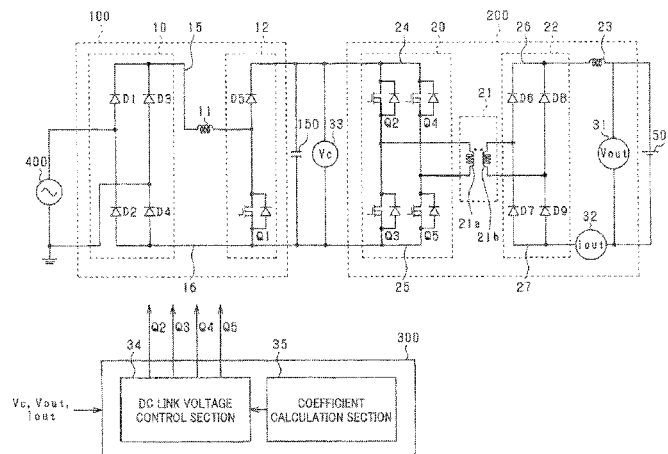 100
10
15
12
200
24
20
26
22
23
D1
D3
11
D5
150
33
Vc
Q2
Q4
21
D6
D8
31
Vout
50
400
D2
D4
Q1
Q3
Q5
21a
21b
D7
D9
32
Iout
16
25
27
Q2
Q3
Q4
Q5
34
35
300
Vc, Vout,
Iout
DC LINK VOLTAGE
CONTROL SECTION
COEFFICIENT
CALCULATION SECTION